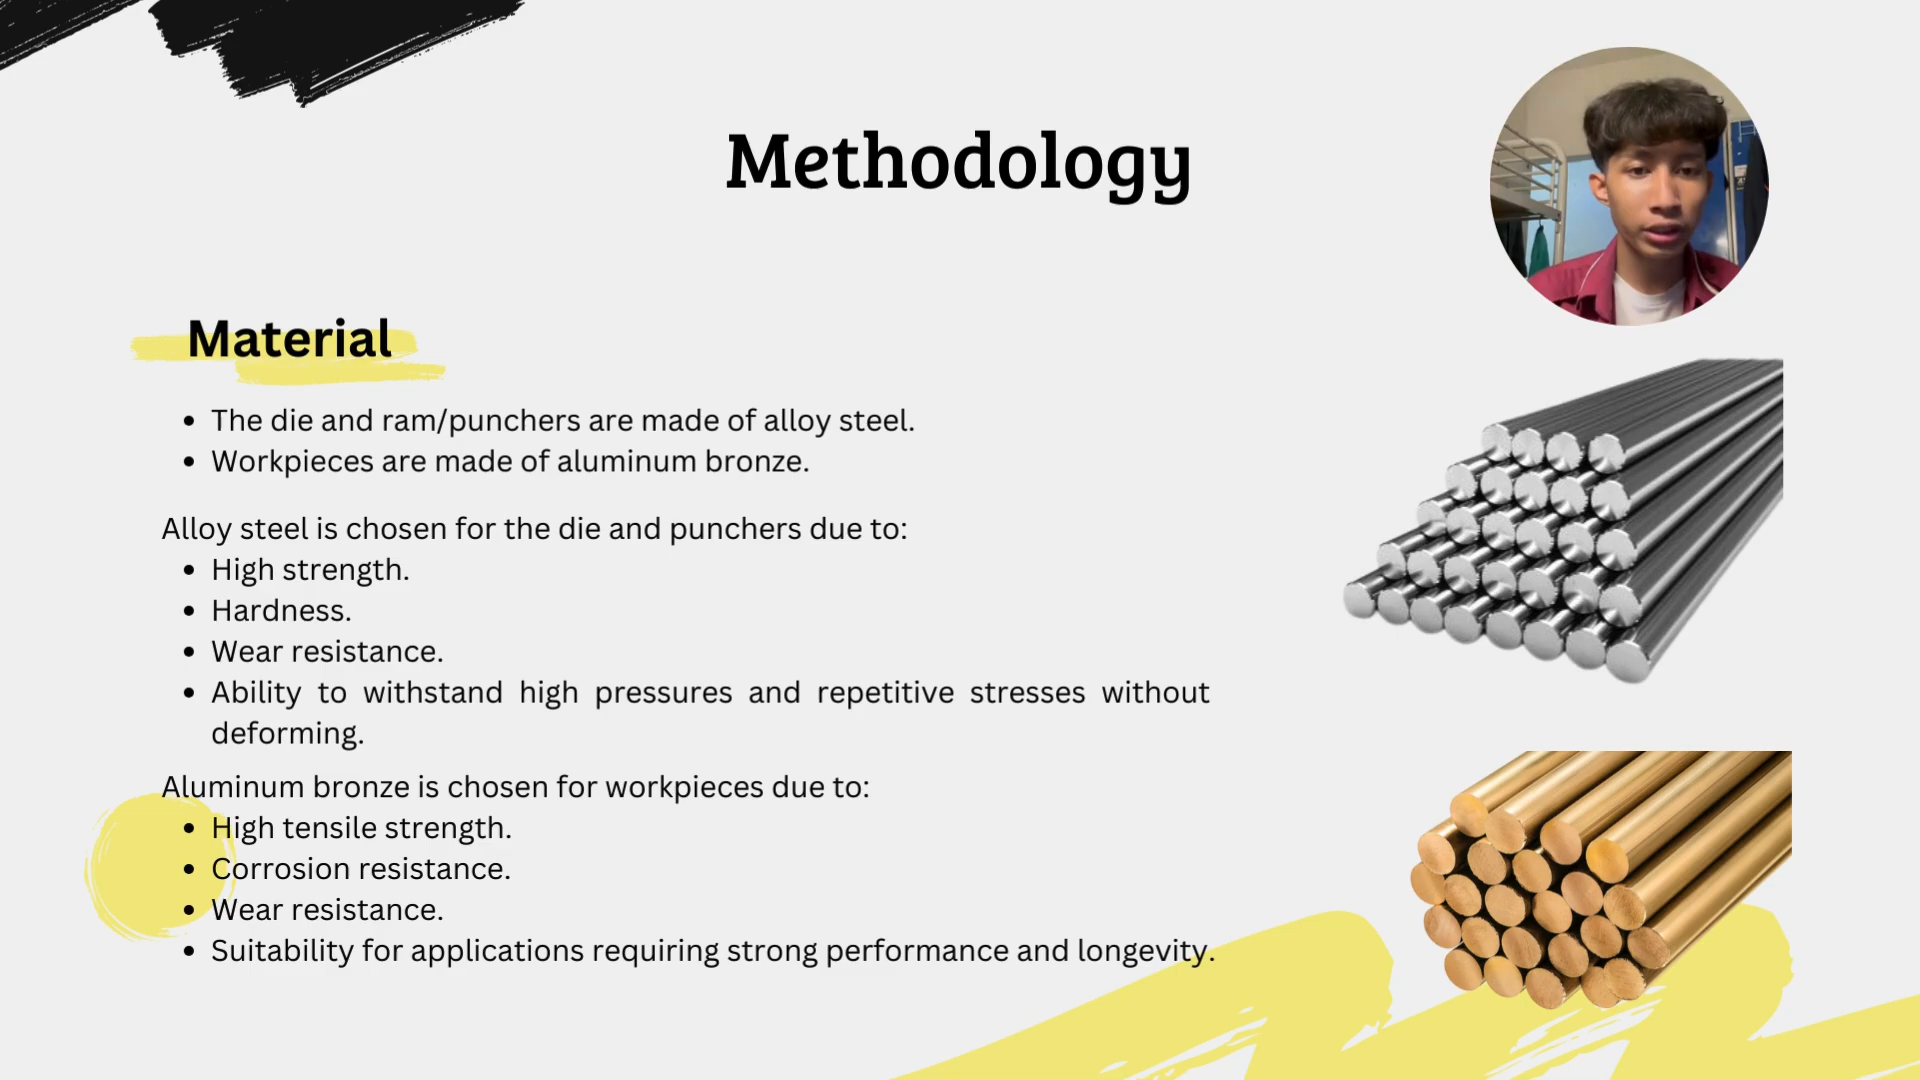 Methodology
Material
• The die and ram/punchers are made of alloy steel.
• Workpieces are made of aluminum bronze.
Alloy steel is chosen for the die and punchers due to:
• High strength.
• Hardness.
• Wear resistance.
• Ability to withstand high pressures and repetitive stresses without
deforming.
Aluminum bronze is chosen for workpieces due to:
• High tensile strength.
• Corrosion resistance.
• Wear resistance.
• Suitability for applications requiring strong performance and longevity.